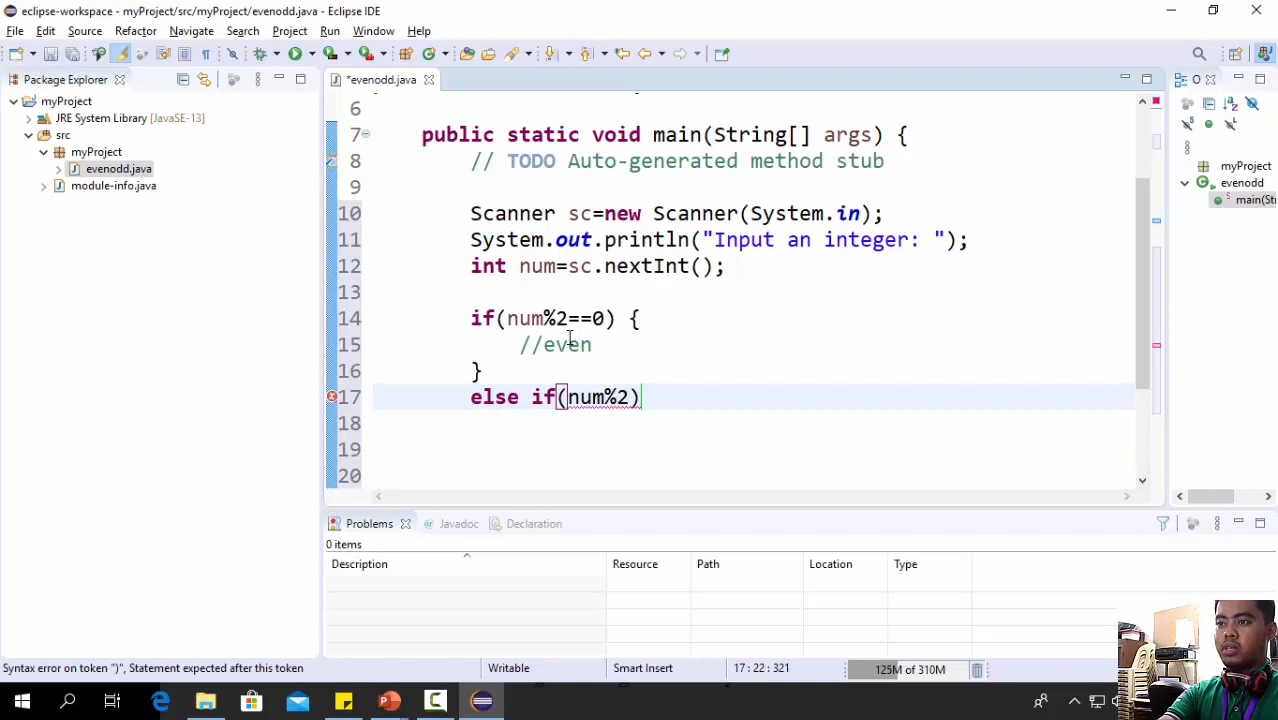 eclipse-workspace - myProject/src/myProject/evenodd.java - Eclipse IDE
File Edit Source Refactor Navigate Search Project Run Window Help
Package Explorer
*evenodd.java
O
myProject
JRE System Library [JavaSE-13]
src
myProject
evenodd.java
module-info.java
6
7 public static void main(String[] args) {
8 // TODO Auto-generated method stub
9
10 Scanner sc=new Scanner(System.in);
11 System.out.println("Input an integer: ");
12 int num=sc.nextInt();
13
14 if(num%2==0) {
15 //even
16 }
17 else if(num%2)
18
19
20
myProject
evenodd
main(Stri
Problems Javadoc Declaration
0 items
Description Resource Path Location Type
Syntax error on token ")", Statement expected after this token Writable Smart Insert 17 : 22 : 321 125M of 310M